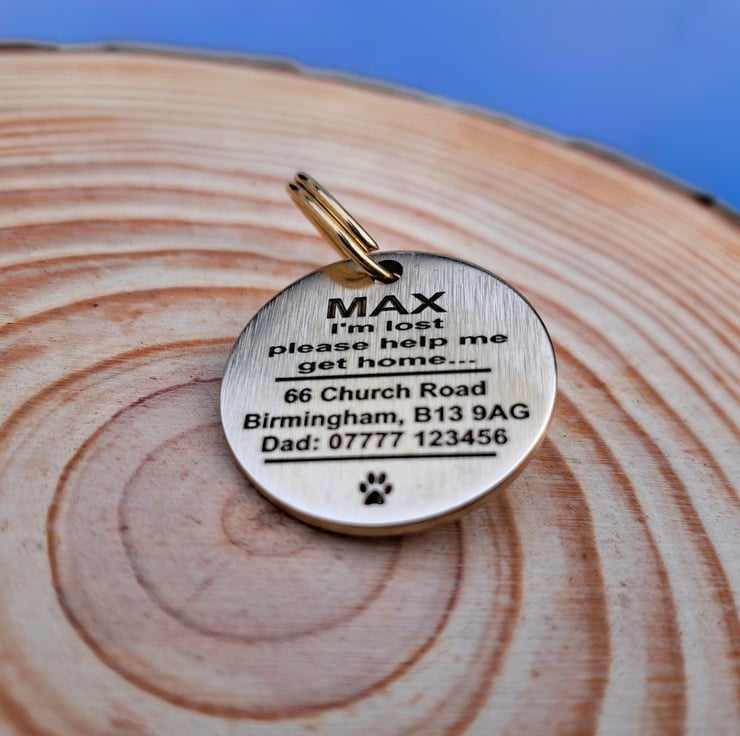 MAX
I'm lost
please help me
get home...
66 Church Road
Birmingham, B13 9AG
Dad: 07777 123456